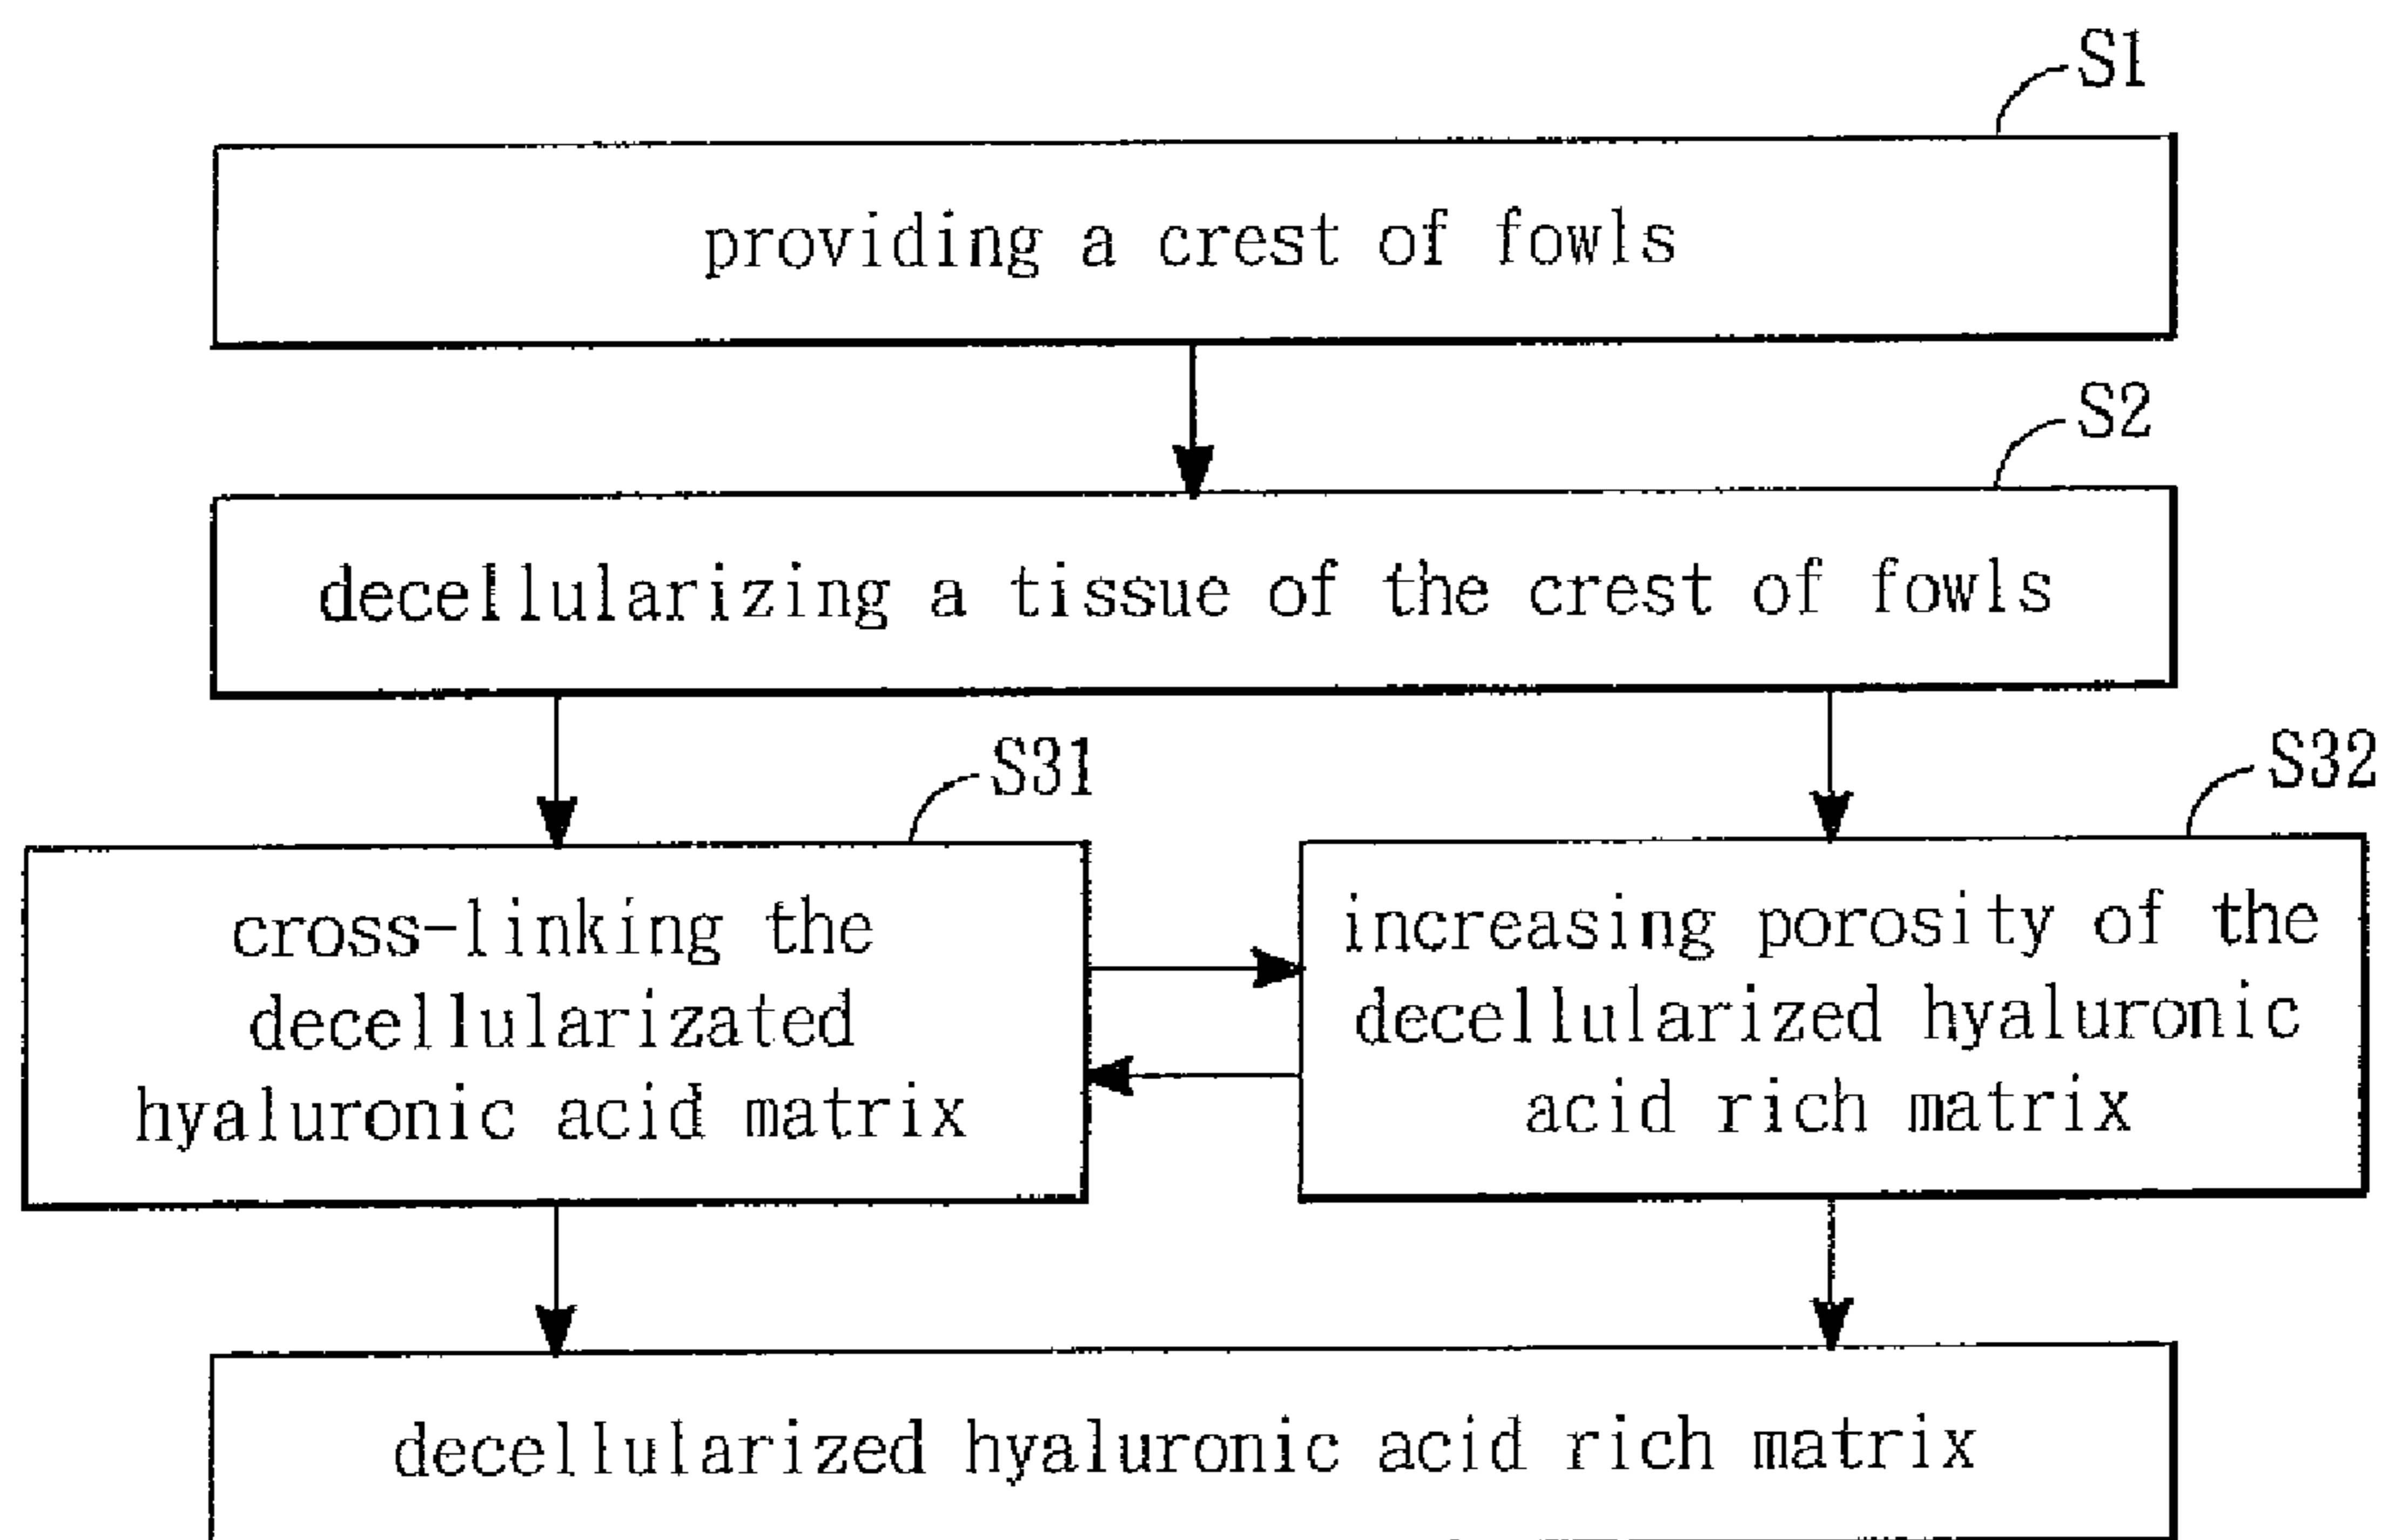 S1
providing a crest of fowls
S2
decellularizing a tissue of the crest of fowls
S31
cross-linking the
decellularizated
hyaluronic acid matrix
S32
increasing porosity of the
decellularized hyaluronic
acid rich matrix
decellularized hyaluronic acid rich matrix